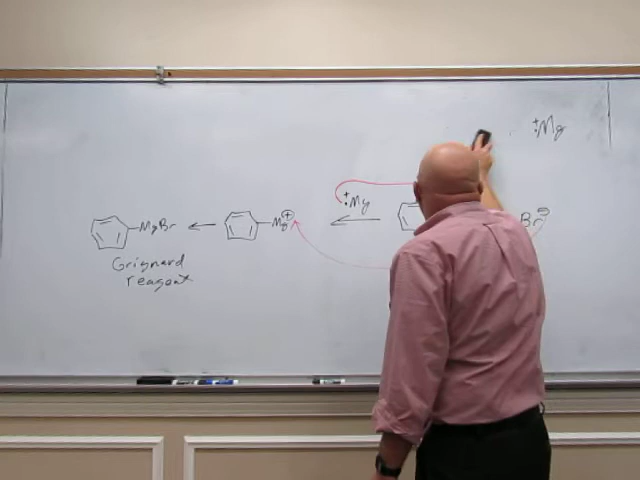 +
:Mg
+
:Mg
Br⊖
MgBr
Mg⊕
Grignard
reagent